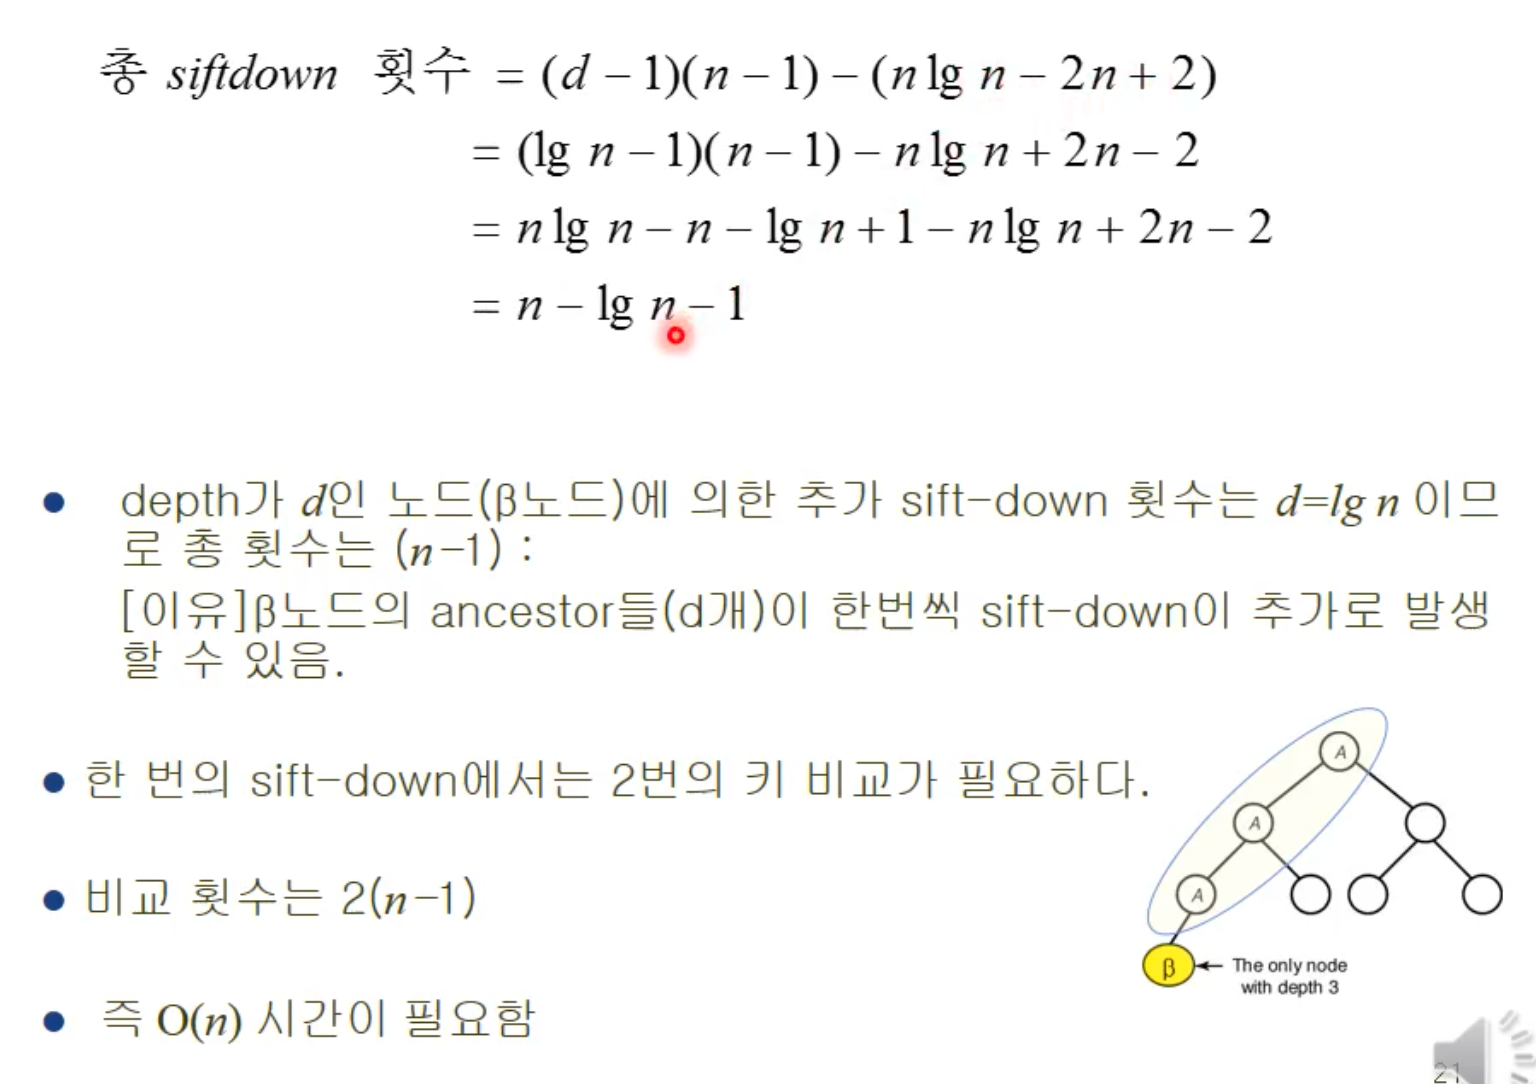 총 siftdown 횟수 = (d – 1)(n – 1) – (n lg n – 2n + 2)
= (lg n – 1)(n – 1) – n lg n + 2n – 2
= n lg n – n – lg n + 1 – n lg n + 2n – 2
= n – lg n – 1
● depth가 d인 노드(β노드)에 의한 추가 sift-down 횟수는 d=lg n 이므
로 총 횟수는 (n-1) :
[이유]β노드의 ancestor들(d개)이 한번씩 sift-down이 추가로 발생
할 수 있음.
● 한 번의 sift-down에서는 2번의 키 비교가 필요하다.
A
A
A
● 비교 횟수는 2(n-1)
β ← The only node
with depth 3
● 즉 O(n) 시간이 필요함
21